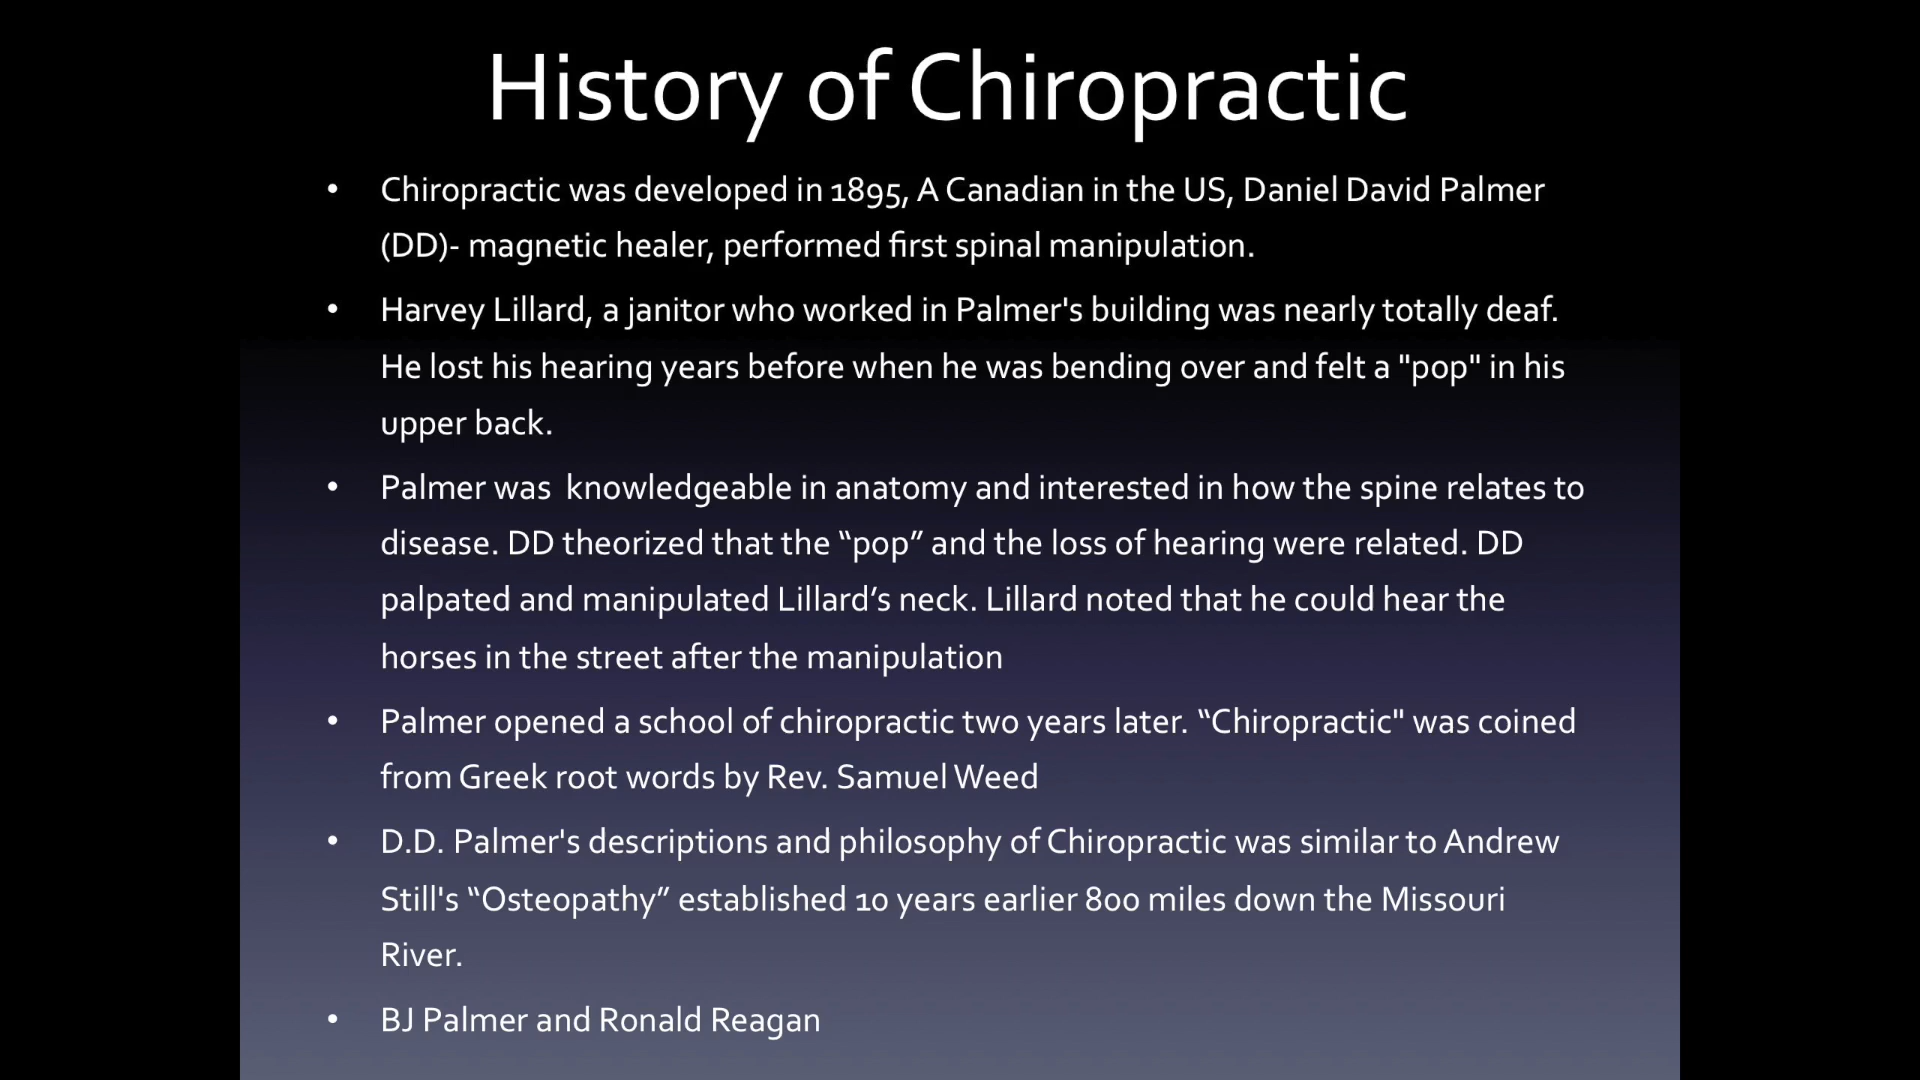 History of Chiropractic
• Chiropractic was developed in 1895, A Canadian in the US, Daniel David Palmer
(DD)- magnetic healer, performed first spinal manipulation.
• Harvey Lillard, a janitor who worked in Palmer's building was nearly totally deaf.
He lost his hearing years before when he was bending over and felt a "pop" in his
upper back.
• Palmer was  knowledgeable in anatomy and interested in how the spine relates to
disease. DD theorized that the “pop” and the loss of hearing were related. DD
palpated and manipulated Lillard’s neck. Lillard noted that he could hear the
horses in the street after the manipulation
• Palmer opened a school of chiropractic two years later. “Chiropractic" was coined
from Greek root words by Rev. Samuel Weed
• D.D. Palmer's descriptions and philosophy of Chiropractic was similar to Andrew
Still's “Osteopathy” established 10 years earlier 800 miles down the Missouri
River.
• BJ Palmer and Ronald Reagan